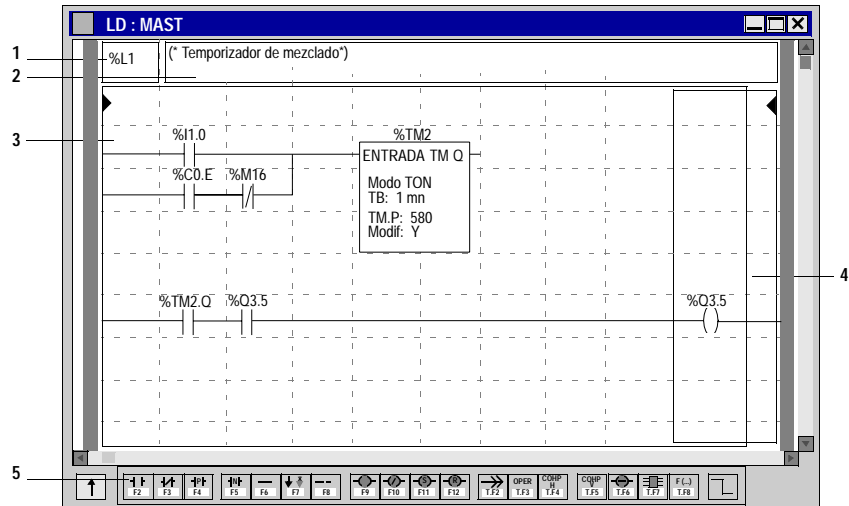 LD : MAST
1
%L1
(* Temporizador de mezclado*)
2
3
%I1.0
%TM2
ENTRADA TM Q
%C0.E %M16
Modo TON
TB: 1 mn
TM.P: 580
Modif: Y
4
%TM2.Q %Q3.5
%Q3.5
5
F2 F3 P F4 N F5 F6 F7 F8 F9 F10 S F11 R F12 T.F2 OPER T.F3 COHP H T.F4 COHP V T.F5 T.F6 T.F7 F (...) T.F8